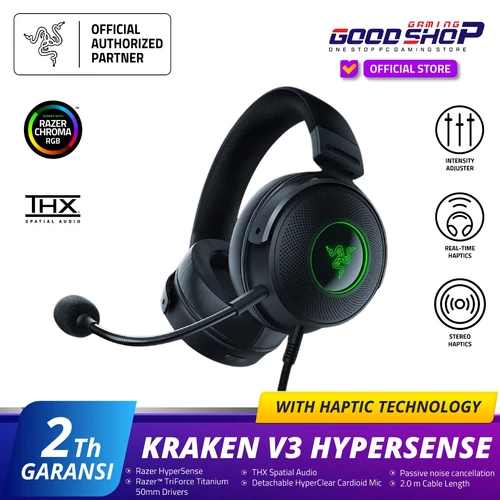 OFFICIAL
AUTHORIZED
PARTNER
GAMING
GOODSHOP
ONE STOP PC GAMING STORE
OFFICIAL STORE
RAZER
CHROMA
RGB
THX
SPATIAL AUDIO
INTENSITY
ADJUSTER
REAL-TIME
HAPTICS
STEREO
HAPTICS
WITH HAPTIC TECHNOLOGY
2Th
GARANSI
KRAKEN V3 HYPERSENSE
• Razer HyperSense
• Razer™ TriForce Titanium
50mm Drivers
• THX Spatial Audio
• Detachable HyperClear Cardioid Mic
• Passive noise cancellation
• 2.0 m Cable Length